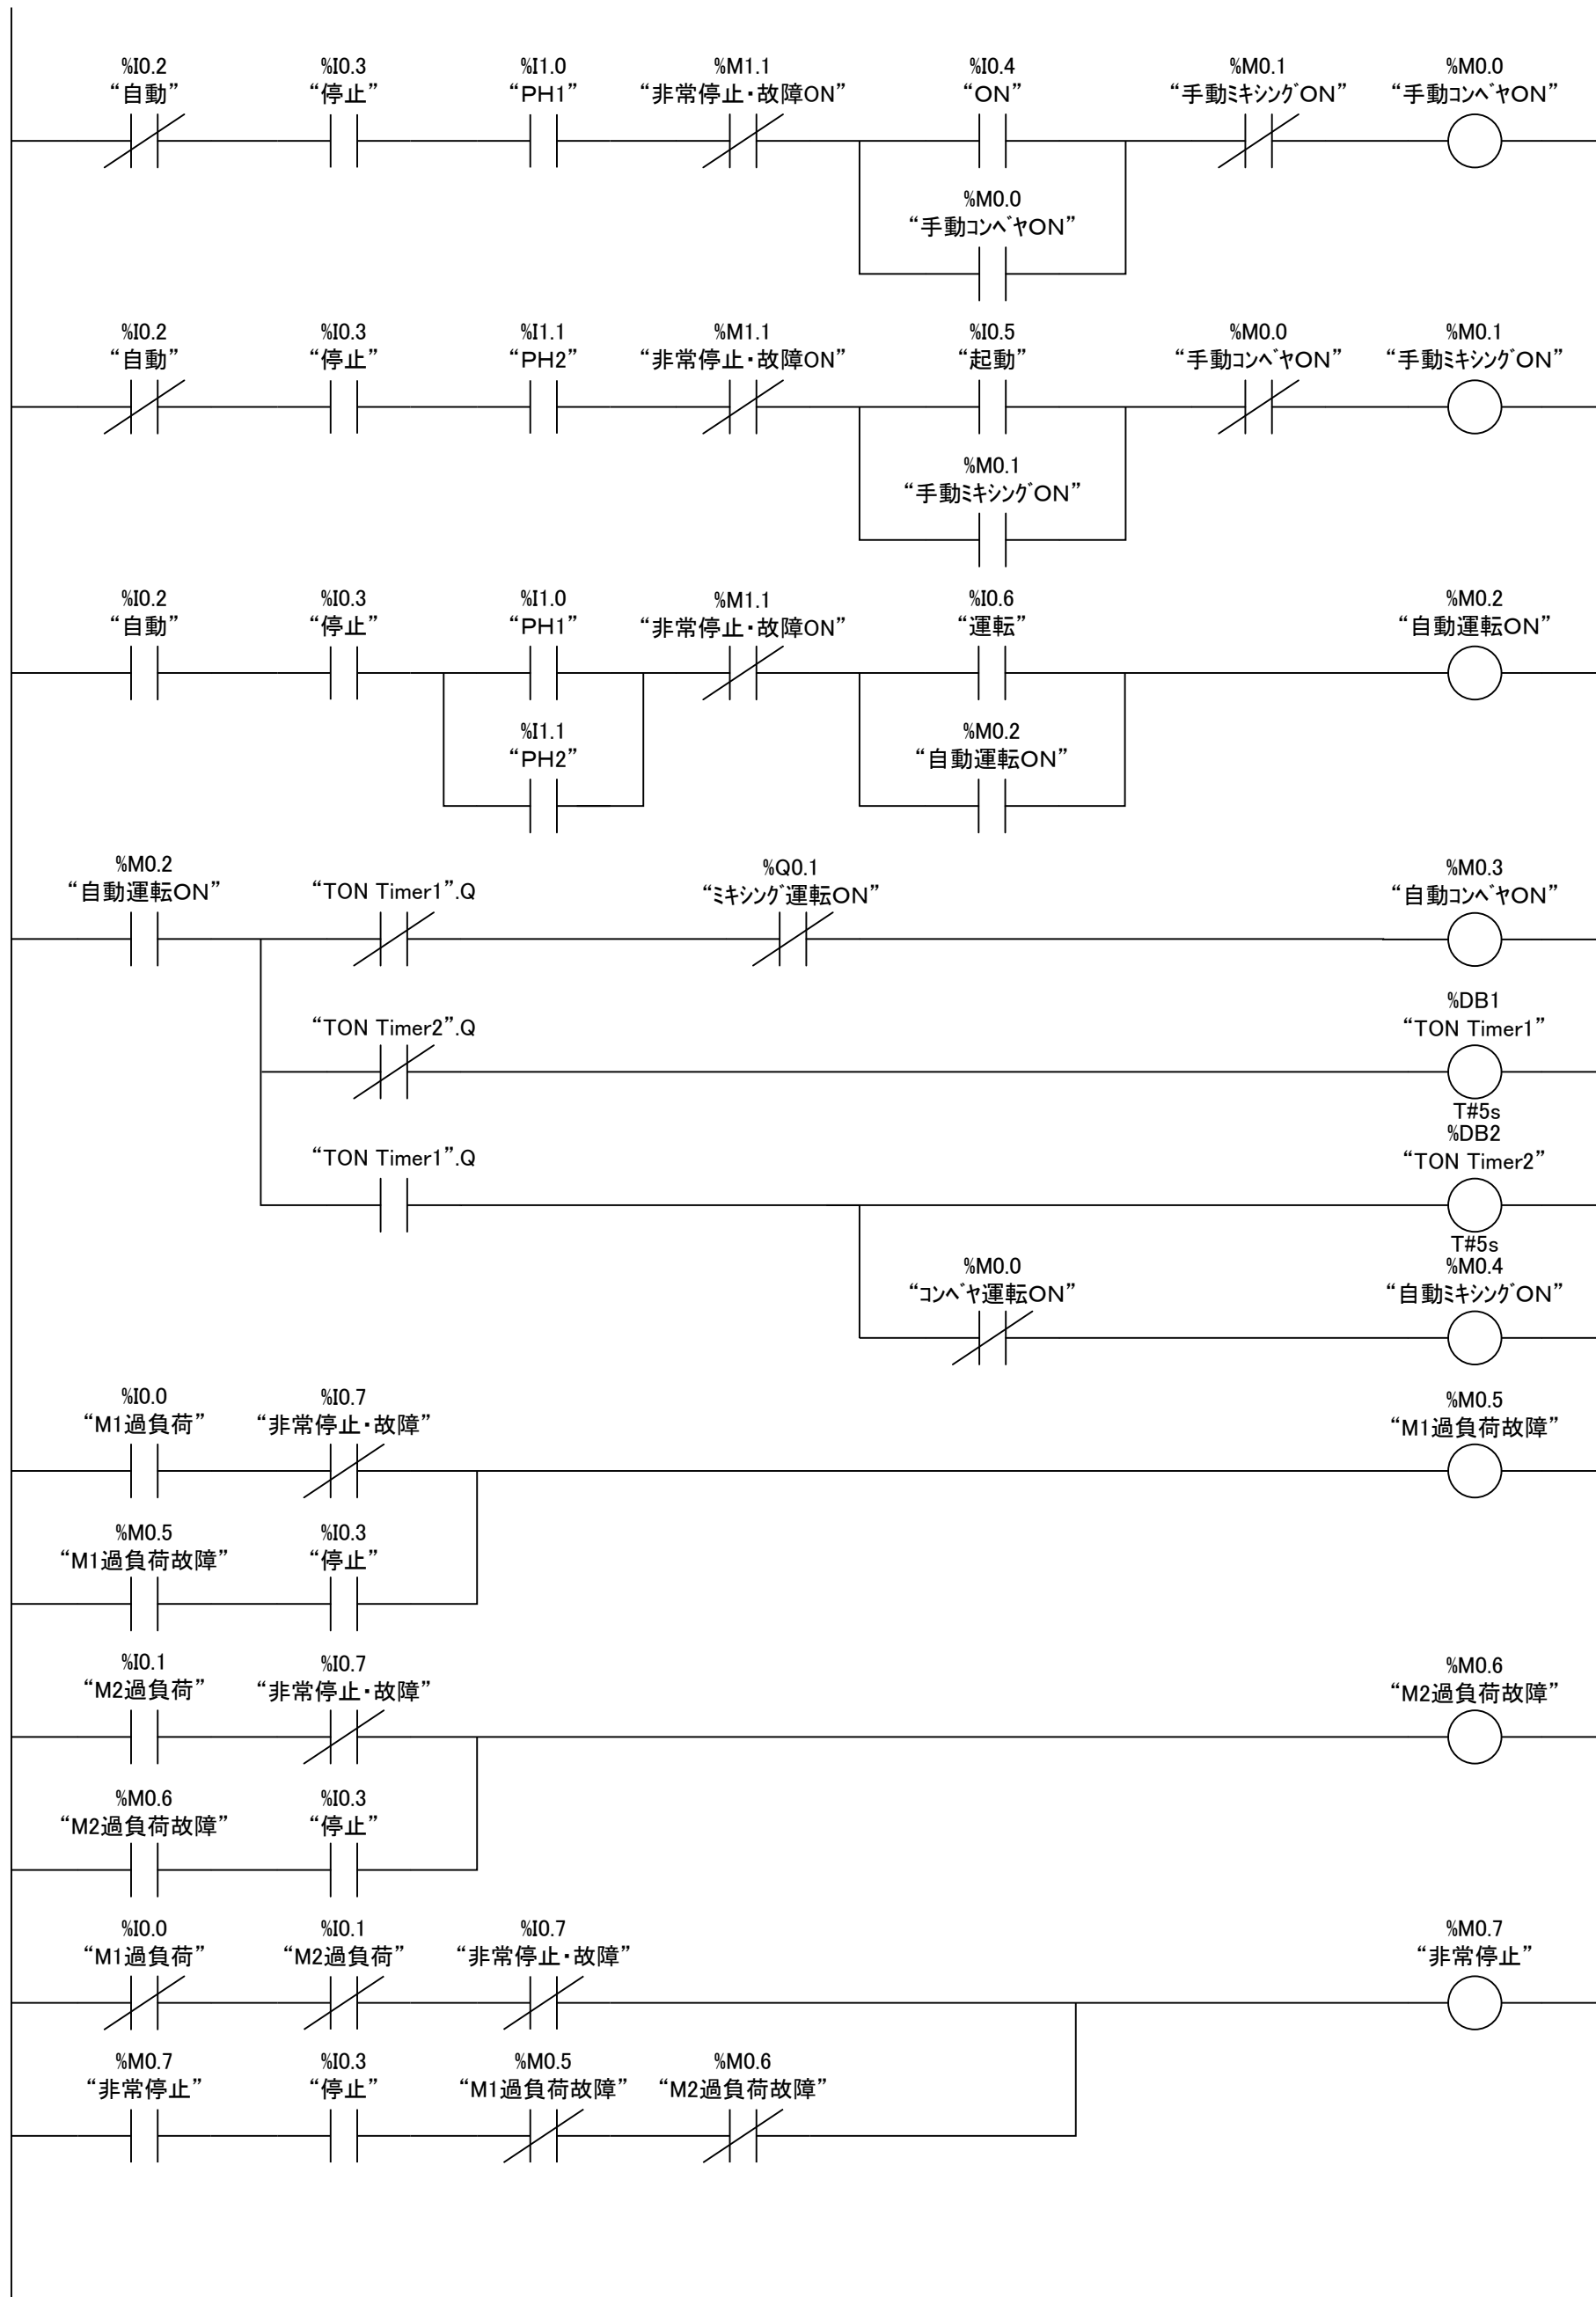 %I0.2 %I0.3 %I1.0 %M1.1 %I0.4 %M0.1 %M0.0
“自動” “停止” “PH1” “非常停止・故障ON” “ON” “手動ミキシングON” “手動コンベヤON”
%M0.0
“手動コンベヤON”
%I0.2 %I0.3 %I1.1 %M1.1 %I0.5 %M0.0 %M0.1
“自動” “停止” “PH2” “非常停止・故障ON” “起動” “手動コンベヤON” “手動ミキシングON”
%M0.1
“手動ミキシングON”
%I0.2 %I0.3 %I1.0 %M1.1 %I0.6 %M0.2
“自動” “停止” “PH1” “非常停止・故障ON” “運転” “自動運転ON”
%I1.1 %M0.2
“PH2” “自動運転ON”
%M0.2 %Q0.1 %M0.3
“自動運転ON” “TON Timer1”.Q “ミキシング運転ON” “自動コンベヤON”
%DB1
“TON Timer2”.Q “TON Timer1”
T#5s
%DB2
“TON Timer1”.Q “TON Timer2”
T#5s
%M0.0 %M0.4
“コンベヤ運転ON” “自動ミキシングON”
%I0.0 %I0.7 %M0.5
“M1過負荷” “非常停止・故障” “M1過負荷故障”
%M0.5 %I0.3
“M1過負荷故障” “停止”
%I0.1 %I0.7 %M0.6
“M2過負荷” “非常停止・故障” “M2過負荷故障”
%M0.6 %I0.3
“M2過負荷故障” “停止”
%I0.0 %I0.1 %I0.7 %M0.7
“M1過負荷” “M2過負荷” “非常停止・故障” “非常停止”
%M0.7 %I0.3 %M0.5 %M0.6
“非常停止” “停止” “M1過負荷故障” “M2過負荷故障”